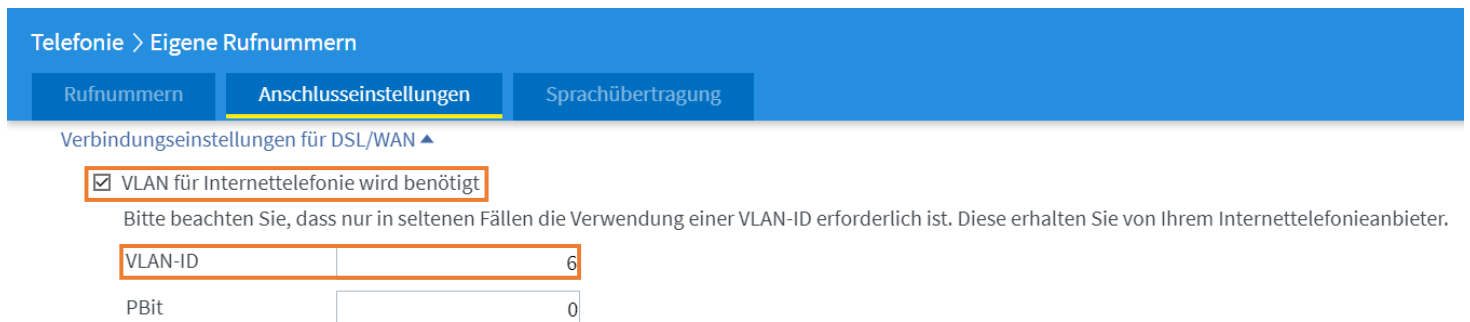 Telefonie > Eigene Rufnummern
Rufnummern Anschlusseinstellungen Sprachübertragung
Verbindungseinstellungen für DSL/WAN
VLAN für Internettelefonie wird benötigt
Bitte beachten Sie, dass nur in seltenen Fällen die Verwendung einer VLAN-ID erforderlich ist. Diese erhalten Sie von Ihrem Internettelefonieanbieter.
VLAN-ID 6
PBit 0